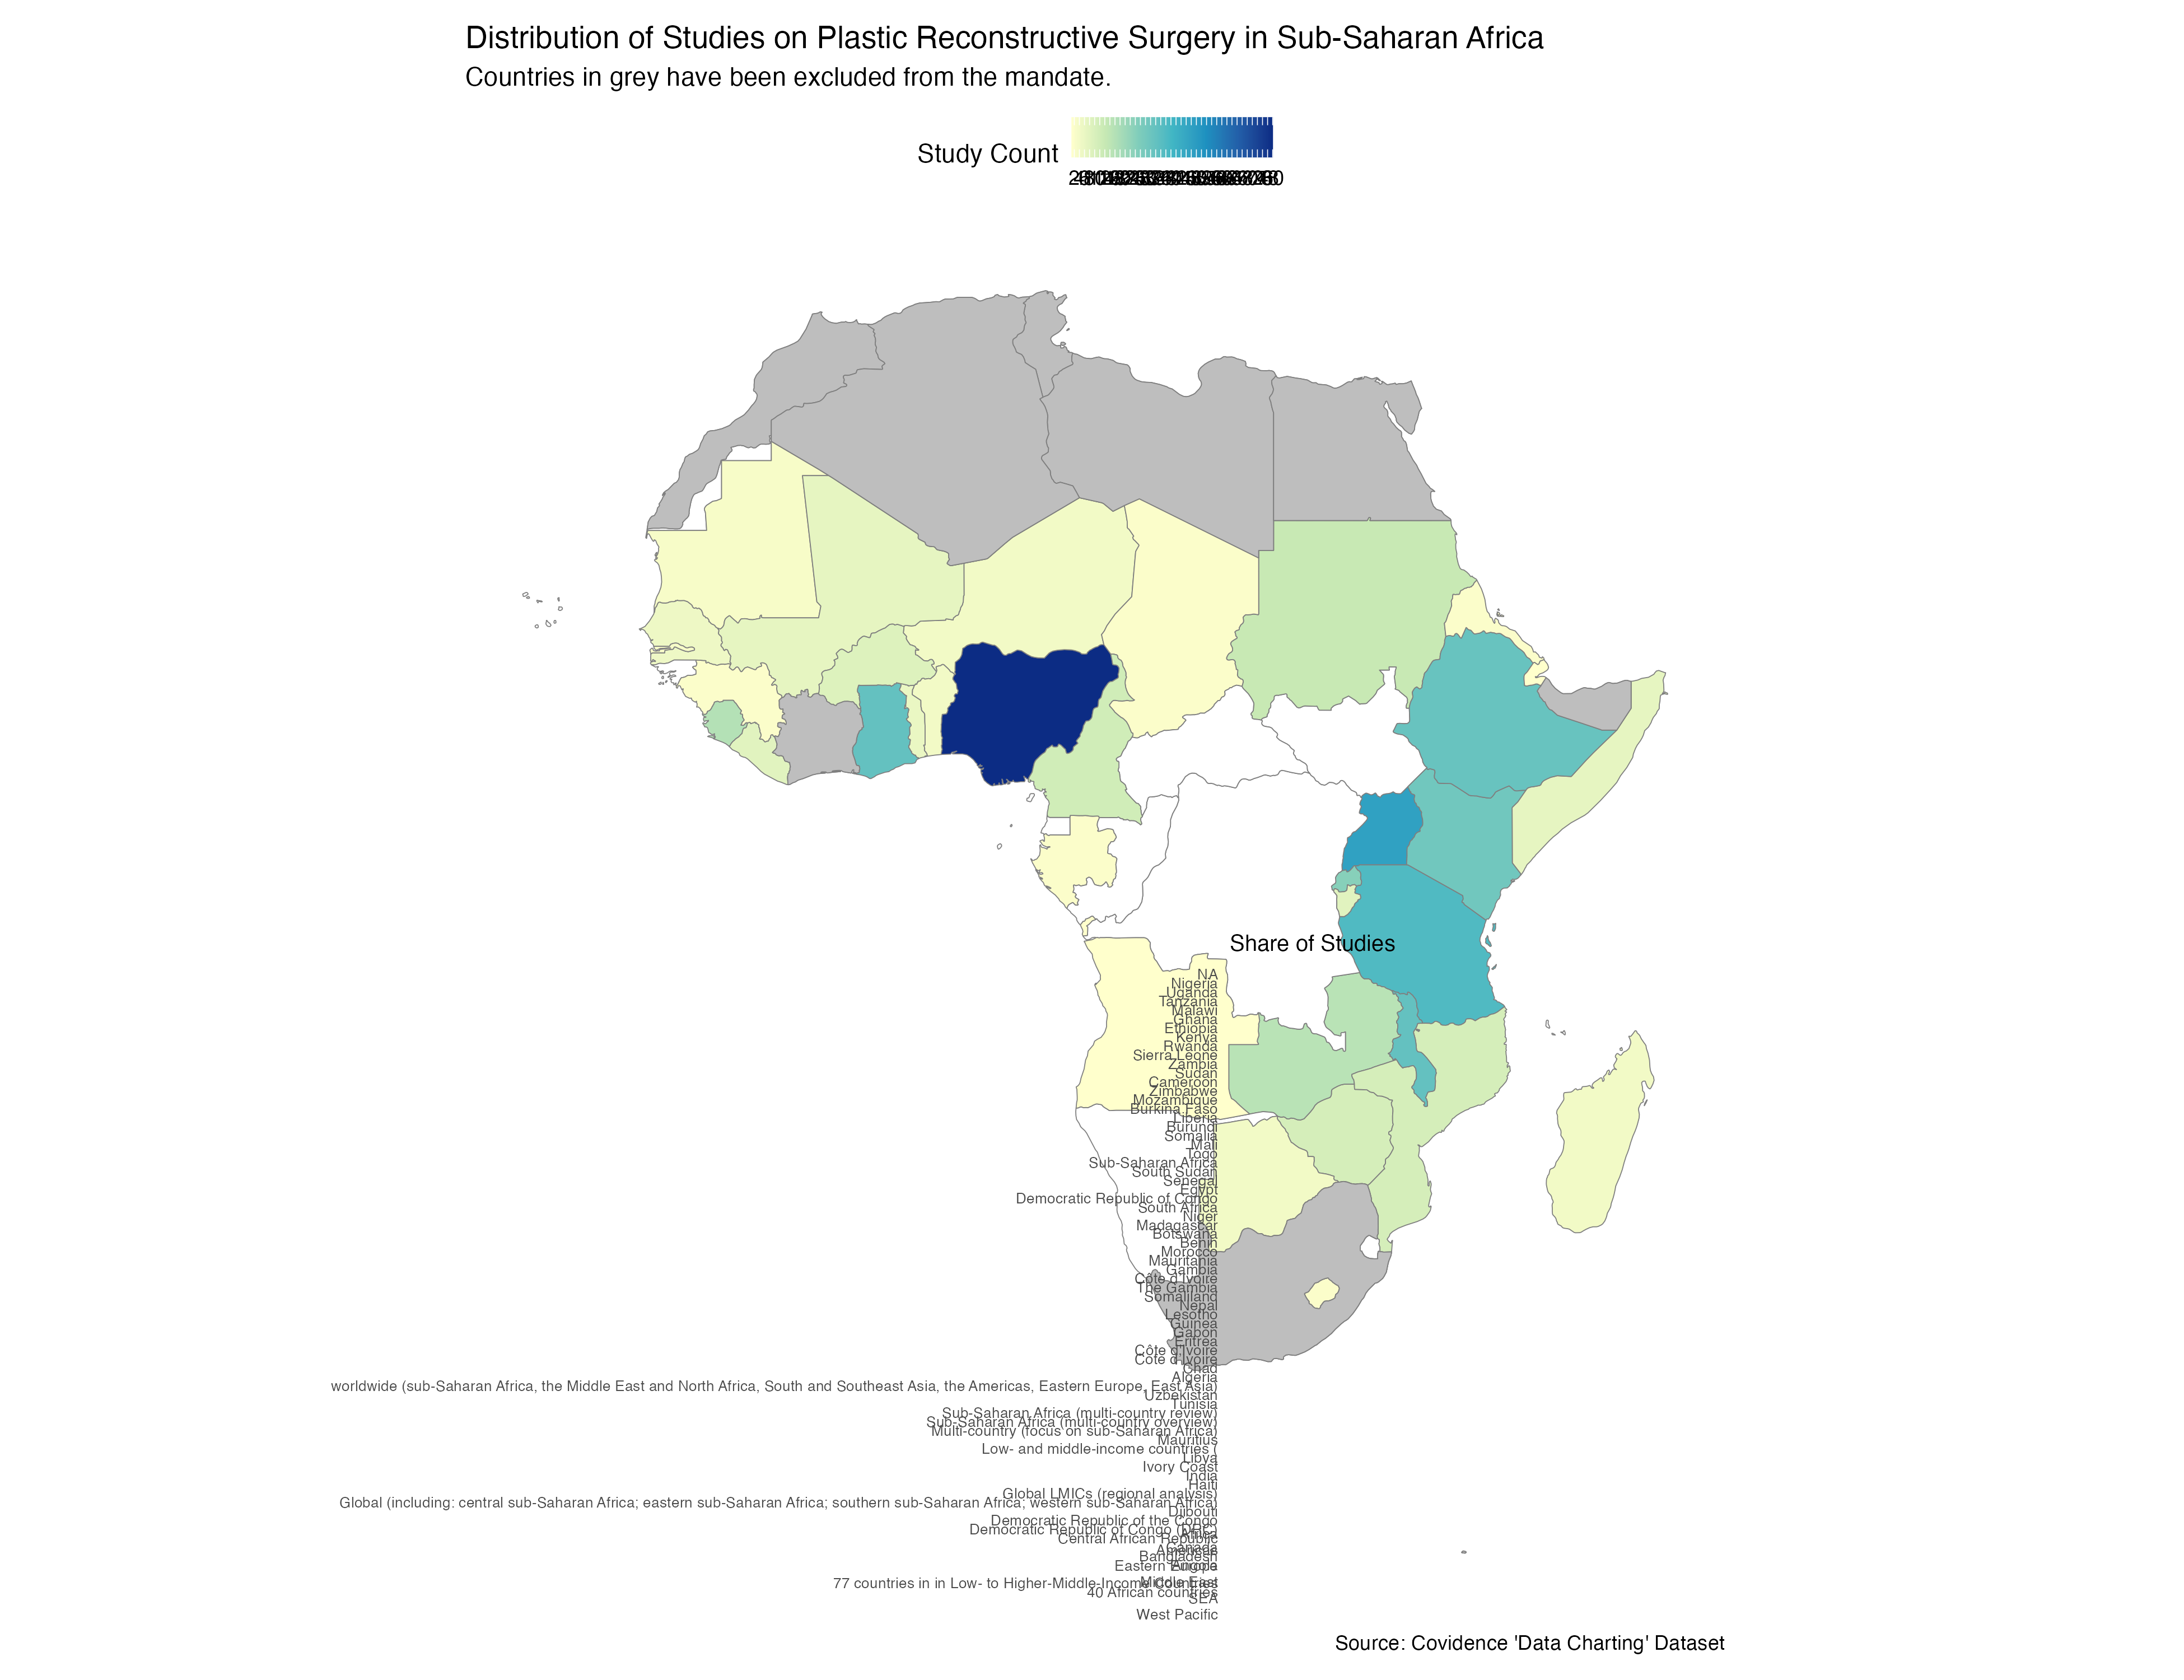 Distribution of Studies on Plastic Reconstructive Surgery in Sub-Saharan Africa
Countries in grey have been excluded from the mandate.
Study Count
Share of Studies
NA
Nigeria
Uganda
Tanzania
Malawi
Ghana
Ethiopia
Kenya
Rwanda
Sierra Leone
Zambia
Sudan
Cameroon
Zimbabwe
Mozambique
Burkina Faso
Liberia
Burundi
Somalia
Mali
Togo
Sub-Saharan Africa
South Sudan
Senegal
Egypt
Democratic Republic of Congo
South Africa
Niger
Madagascar
Botswana
Benin
Morocco
Mauritania
Gambia
Côte d'Ivoire
The Gambia
Somaliland
Nepal
Lesotho
Guinea
Gabon
Eritrea
Côte d'Ivoire
Cote d'Ivoire
Chad
Algeria
worldwide (sub-Saharan Africa, the Middle East and North Africa, South and Southeast Asia, the Americas, Eastern Europe, East Asia)
Uzbekistan
Tunisia
Sub-Saharan Africa (multi-country review)
Sub-Saharan Africa (multi-country overview)
Multi-country (focus on sub-Saharan Africa)
Mauritius
Low- and middle-income countries (
Libya
Ivory Coast
India
Haiti
Global LMICs (regional analysis)
Global (including: central sub-Saharan Africa; eastern sub-Saharan Africa; southern sub-Saharan Africa; western sub-Saharan Africa)
Djibouti
Democratic Republic of the Congo
Democratic Republic of Congo (DRC)
Africa
Central African Republic
Canada
Americas
Bangladesh
Angola
Eastern Europe
Middle East
77 countries in in Low- to Higher-Middle-Income Countries
40 African countries
SEA
West Pacific
Source: Covidence 'Data Charting' Dataset